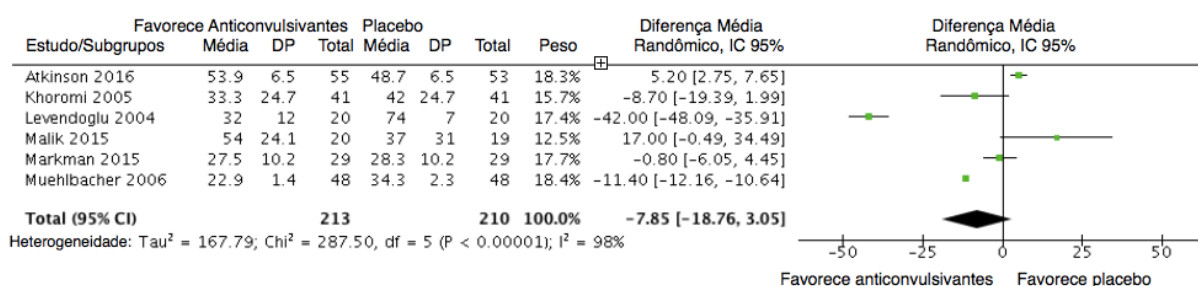 Favorece Anticonvulsivantes Placebo Diferença Média Diferença Média
Estudo/Subgrupos Média DP Total Média DP Total Peso Randômico, IC 95% Randômico, IC 95%
Atkinson 2016 53.9 6.5 55 48.7 6.5 53 18.3% 5.20 [2.75, 7.65]
Khoromi 2005 33.3 24.7 41 42 24.7 41 15.7% −8.70 [−19.39, 1.99]
Levendoglu 2004 32 12 20 74 7 20 17.4% −42.00 [−48.09, −35.91]
Malik 2015 54 24.1 20 37 31 19 12.5% 17.00 [−0.49, 34.49]
Markman 2015 27.5 10.2 29 28.3 10.2 29 17.7% −0.80 [−6.05, 4.45]
Muehlbacher 2006 22.9 1.4 48 34.3 2.3 48 18.4% −11.40 [−12.16, −10.64]
Total (95% CI) 213 210 100.0% −7.85 [−18.76, 3.05]
Heterogeneidade: Tau² = 167.79; Chi² = 287.50, df = 5 (P < 0.00001); I² = 98%
−50 −25 0 25 50
Favorece anticonvulsivantes Favorece placebo